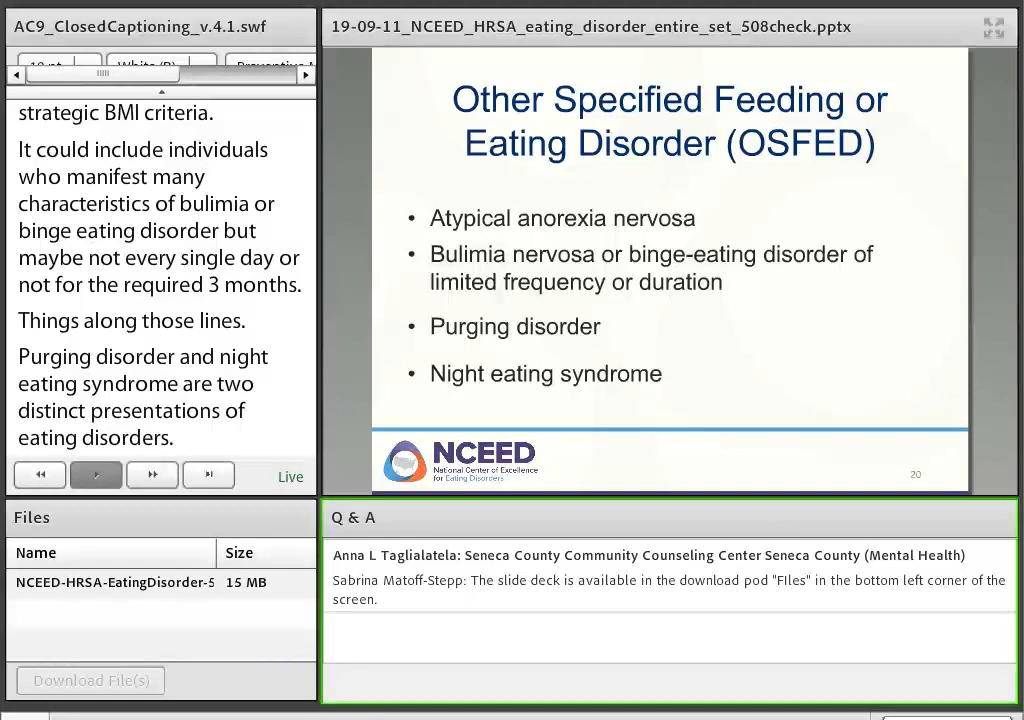 AC9_ClosedCaptioning_v.4.1.swf
strategic BMI criteria.
It could include individuals
who manifest many
characteristics of bulimia or
binge eating disorder but
maybe not every single day or
not for the required 3 months.
Things along those lines.
Purging disorder and night
eating syndrome are two
distinct presentations of
eating disorders.
Live
19-09-11_NCEED_HRSA_eating_disorder_entire_set_508check.pptx
Other Specified Feeding or
Eating Disorder (OSFED)
• Atypical anorexia nervosa
• Bulimia nervosa or binge-eating disorder of
limited frequency or duration
• Purging disorder
• Night eating syndrome
NCEED
National Center of Excellence
for Eating Disorders
20
Files
Name Size
NCEED-HRSA-EatingDisorder-5 15 MB
Download File(s)
Q & A
Anna L Taglialatela: Seneca County Community Counseling Center Seneca County (Mental Health)
Sabrina Matoff-Stepp: The slide deck is available in the download pod "FIles" in the bottom left corner of the
screen.